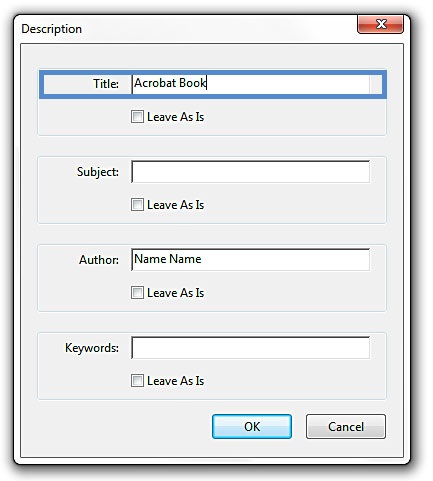 Description
Title: Acrobat Book
Leave As Is
Subject:
Leave As Is
Author: Name Name
Leave As Is
Keywords:
Leave As Is
OK Cancel